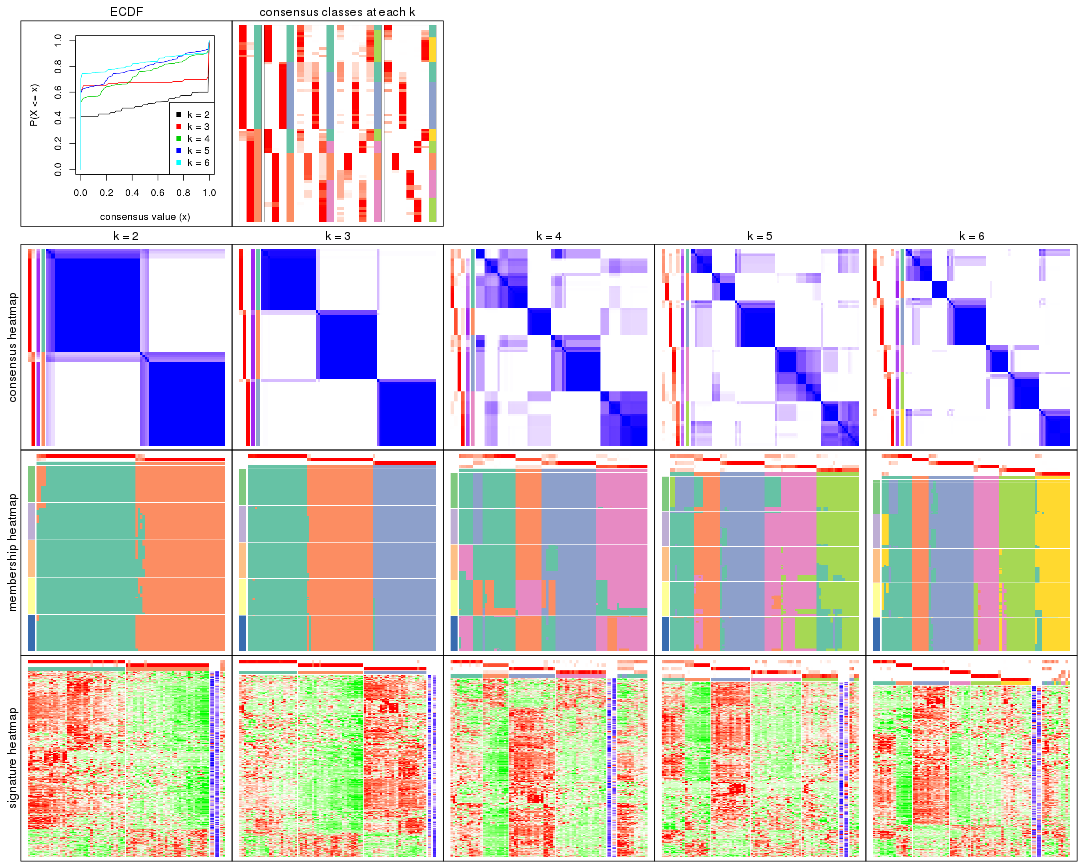 ECDF
consensus classes at each k
P(X <= x)
0.0 0.2 0.4 0.6 0.8 1.0
k = 2
k = 3
k = 4
k = 5
k = 6
0.0 0.2 0.4 0.6 0.8 1.0
consensus value (x)
k = 2
k = 3
k = 4
k = 5
k = 6
consensus heatmap
membership heatmap
signature heatmap